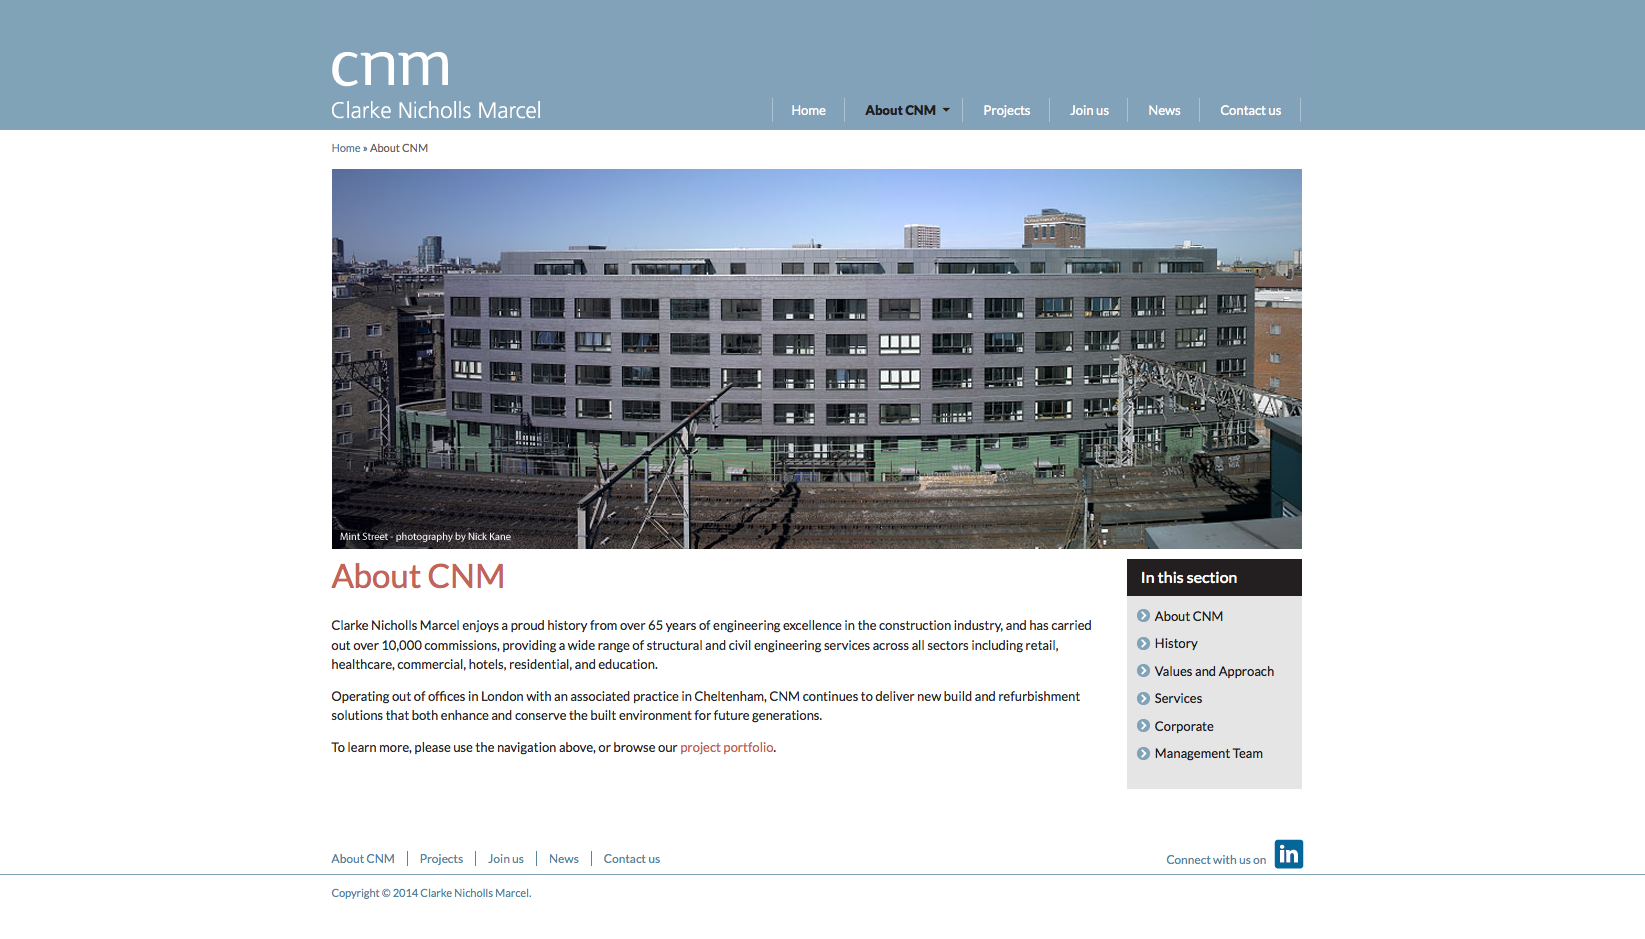 cnm
Clarke Nicholls Marcel
Home
About CNM
Projects
Join us
News
Contact us
Home » About CNM
Mint Street - photography by Nick Kane
About CNM
Clarke Nicholls Marcel enjoys a proud history from over 65 years of engineering excellence in the construction industry, and has carried
out over 10,000 commissions, providing a wide range of structural and civil engineering services across all sectors including retail,
healthcare, commercial, hotels, residential, and education.
Operating out of offices in London with an associated practice in Cheltenham, CNM continues to deliver new build and refurbishment
solutions that both enhance and conserve the built environment for future generations.
To learn more, please use the navigation above, or browse our project portfolio.
In this section
About CNM
History
Values and Approach
Services
Corporate
Management Team
About CNM
Projects
Join us
News
Contact us
Connect with us on
in
Copyright © 2014 Clarke Nicholls Marcel.